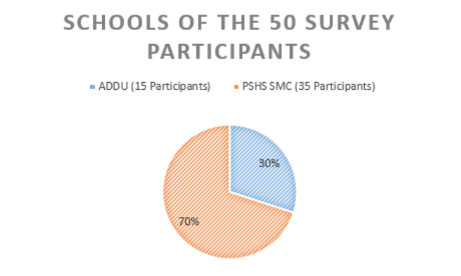 SCHOOLS OF THE 50 SURVEY
PARTICIPANTS
ADDU (15 Participants) PSHS SMC (35 Participants)
30%
70%